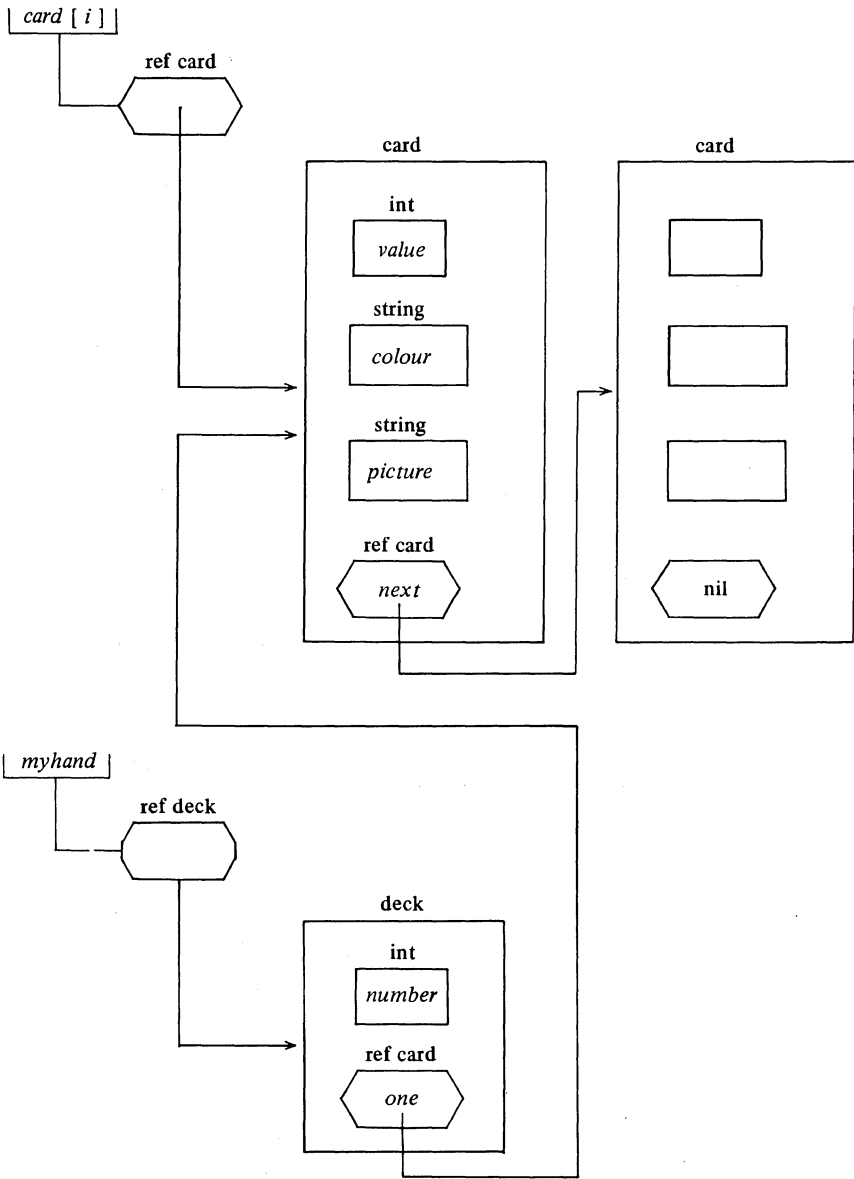 card [ i ]
ref card
card
card
int
value
string
colour
string
picture
ref card
next
nil
myhand
ref deck
deck
int
number
ref card
one